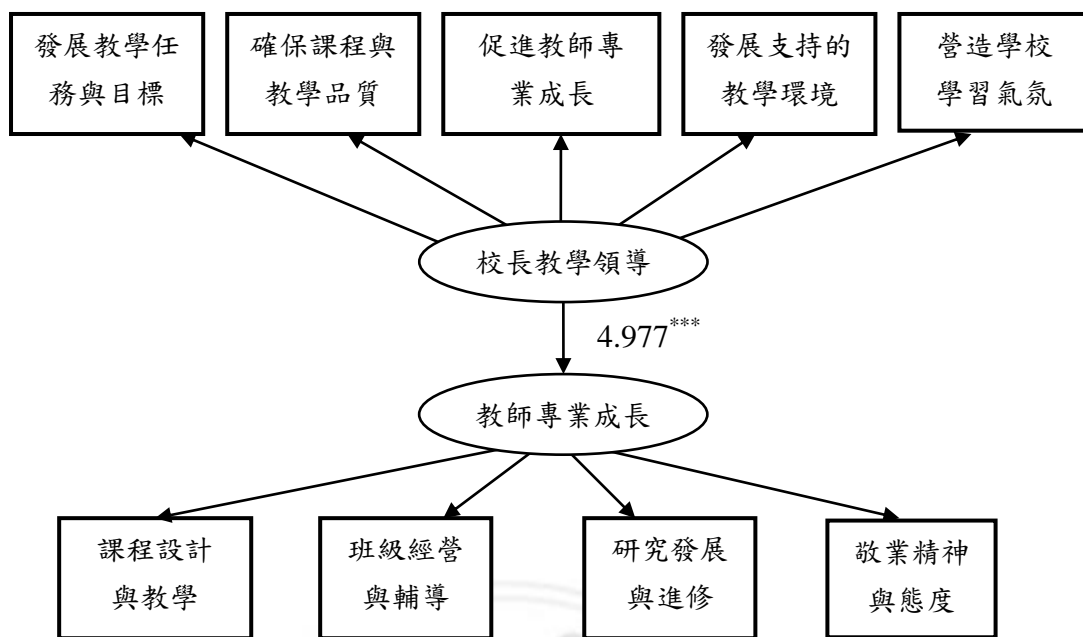 發展教學任
務與目標
確保課程與
教學品質
促進教師專
業成長
發展支持的
教學環境
營造學校
學習氣氛
校長教學領導
4.977***
教師專業成長
課程設計
與教學
班級經營
與輔導
研究發展
與進修
敬業精神
與態度